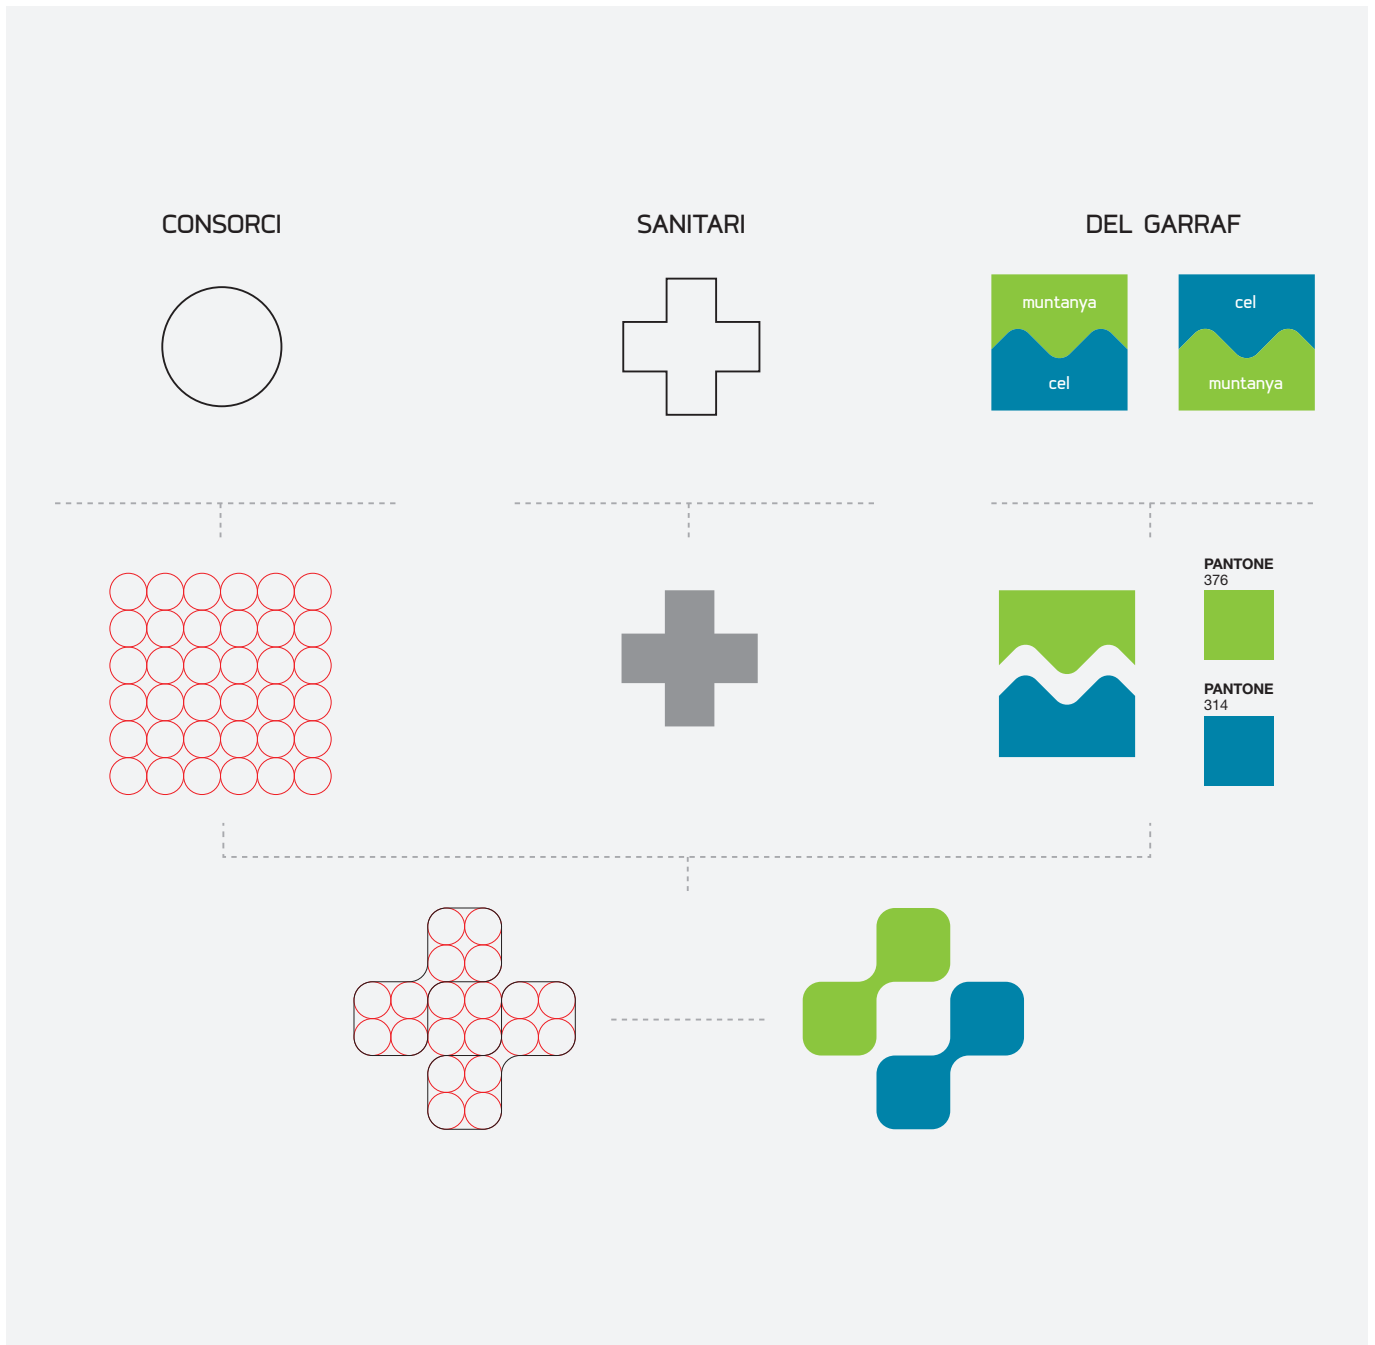 CONSORCI
SANITARI
DEL GARRAF
muntanya
cel
cel
muntanya
PANTONE
376
PANTONE
314